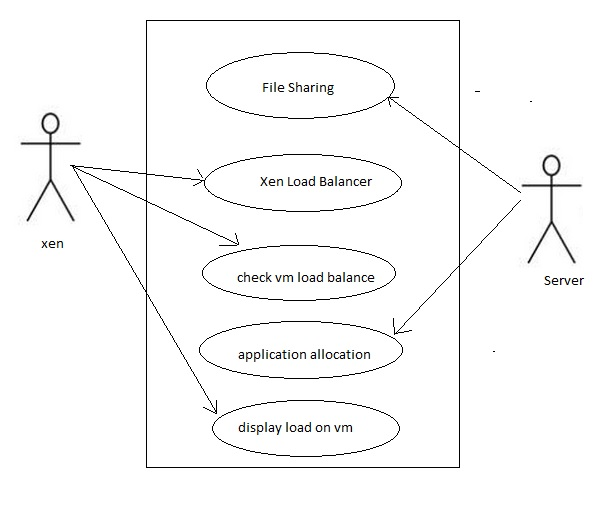 File Sharing
Xen Load Balancer
xen
check vm load balance
Server
application allocation
display load on vm